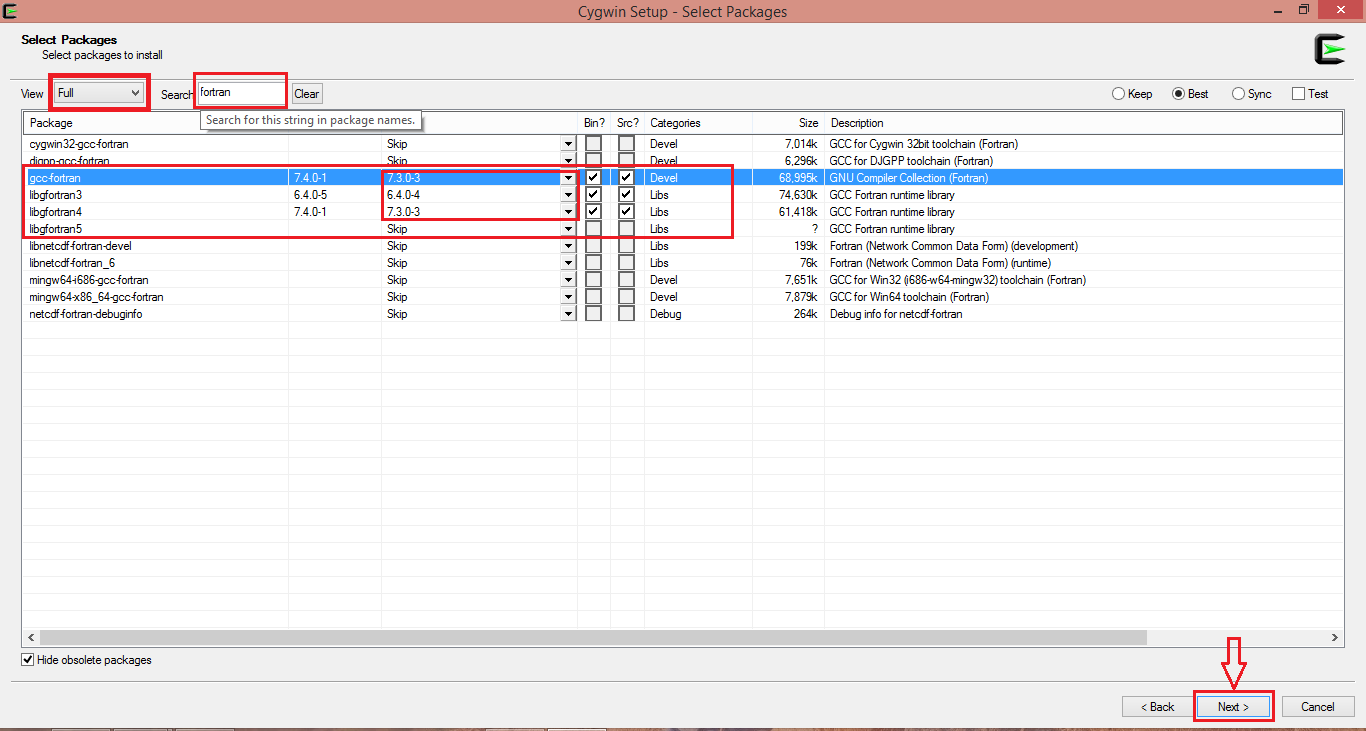 Cygwin Setup - Select Packages
Select Packages
Select packages to install
View Full Search fortran Clear Keep Best Sync Test
Search for this string in package names.
Package Bin? Src? Categories Size Description
cygwin32-gcc-fortran Skip Devel 7,014k GCC for Cygwin 32bit toolchain (Fortran)
djgpp-gcc-fortran Skip Devel 6,296k GCC for DJGPP toolchain (Fortran)
gcc-fortran 7.4.0-1 7.3.0-3 Devel 68,995k GNU Compiler Collection (Fortran)
libgfortran3 6.4.0-5 6.4.0-4 Libs 74,630k GCC Fortran runtime library
libgfortran4 7.4.0-1 7.3.0-3 Libs 61,418k GCC Fortran runtime library
libgfortran5 Skip Libs ? GCC Fortran runtime library
libnetcdf-fortran-devel Skip Libs 199k Fortran (Network Common Data Form) (development)
libnetcdf-fortran_6 Skip Libs 76k Fortran (Network Common Data Form) (runtime)
mingw64-i686-gcc-fortran Skip Devel 7,651k GCC for Win32 (i686-w64-mingw32) toolchain (Fortran)
mingw64-x86_64-gcc-fortran Skip Devel 7,879k GCC for Win64 toolchain (Fortran)
netcdf-fortran-debuginfo Skip Debug 264k Debug info for netcdf-fortran
Hide obsolete packages
< Back Next > Cancel